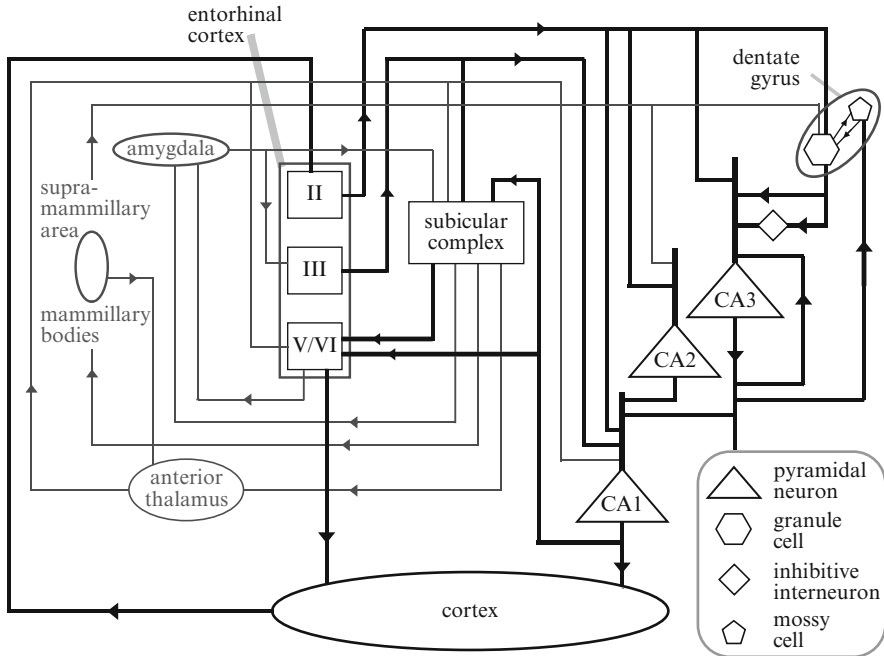 entorhinal
cortex
dentate
gyrus
amygdala
II
supra-
mammillary
area
subicular
complex
III
mammillary
bodies
V/VI
CA3
CA2
anterior
thalamus
CA1
pyramidal
neuron
granule
cell
inhibitive
interneuron
mossy
cell
cortex